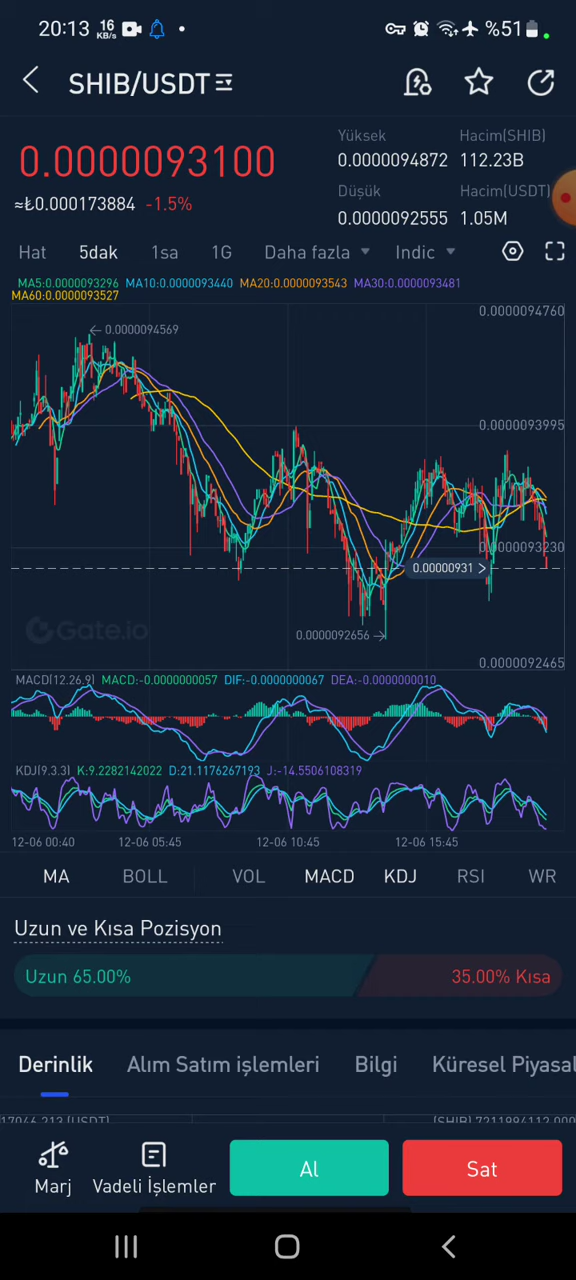 20:13 16 KB/s %51
SHIB/USDT
0.0000093100
≈₺0.000173884 -1.5%
Yüksek Hacim(SHIB)
0.0000094872 112.23B
Düşük Hacim(USDT)
0.0000092555 1.05M
Hat 5dak 1sa 1G Daha fazla Indic
MA5:0.0000093296 MA10:0.0000093440 MA20:0.0000093543 MA30:0.0000093481
MA60:0.0000093527
0.0000094760
0.0000094569
0.0000093995
0.0000093230
0.00000931
Gate.io
0.0000092656
0.0000092465
MACD(12.26.9) MACD:-0.0000000057 DIF:-0.0000000067 DEA:-0.0000000010
KDJ(9.3.3) K:9.2282142022 D:21.1176267193 J:-14.5506108319
12-06 00:40 12-06 05:45 12-06 10:45 12-06 15:45
MA BOLL VOL MACD KDJ RSI WR
Uzun ve Kısa Pozisyon
Uzun 65.00% 35.00% Kısa
Derinlik Alım Satım işlemleri Bilgi Küresel Piyasal
Marj Vadeli İşlemler Al Sat